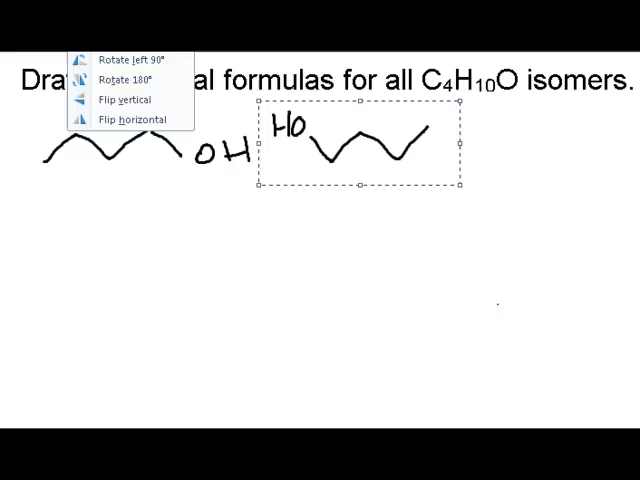 Rotate left 90°
Rotate 180°
Flip vertical
Flip horizontal
Dra al formulas for all C₄H₁₀O isomers.
OH
HO